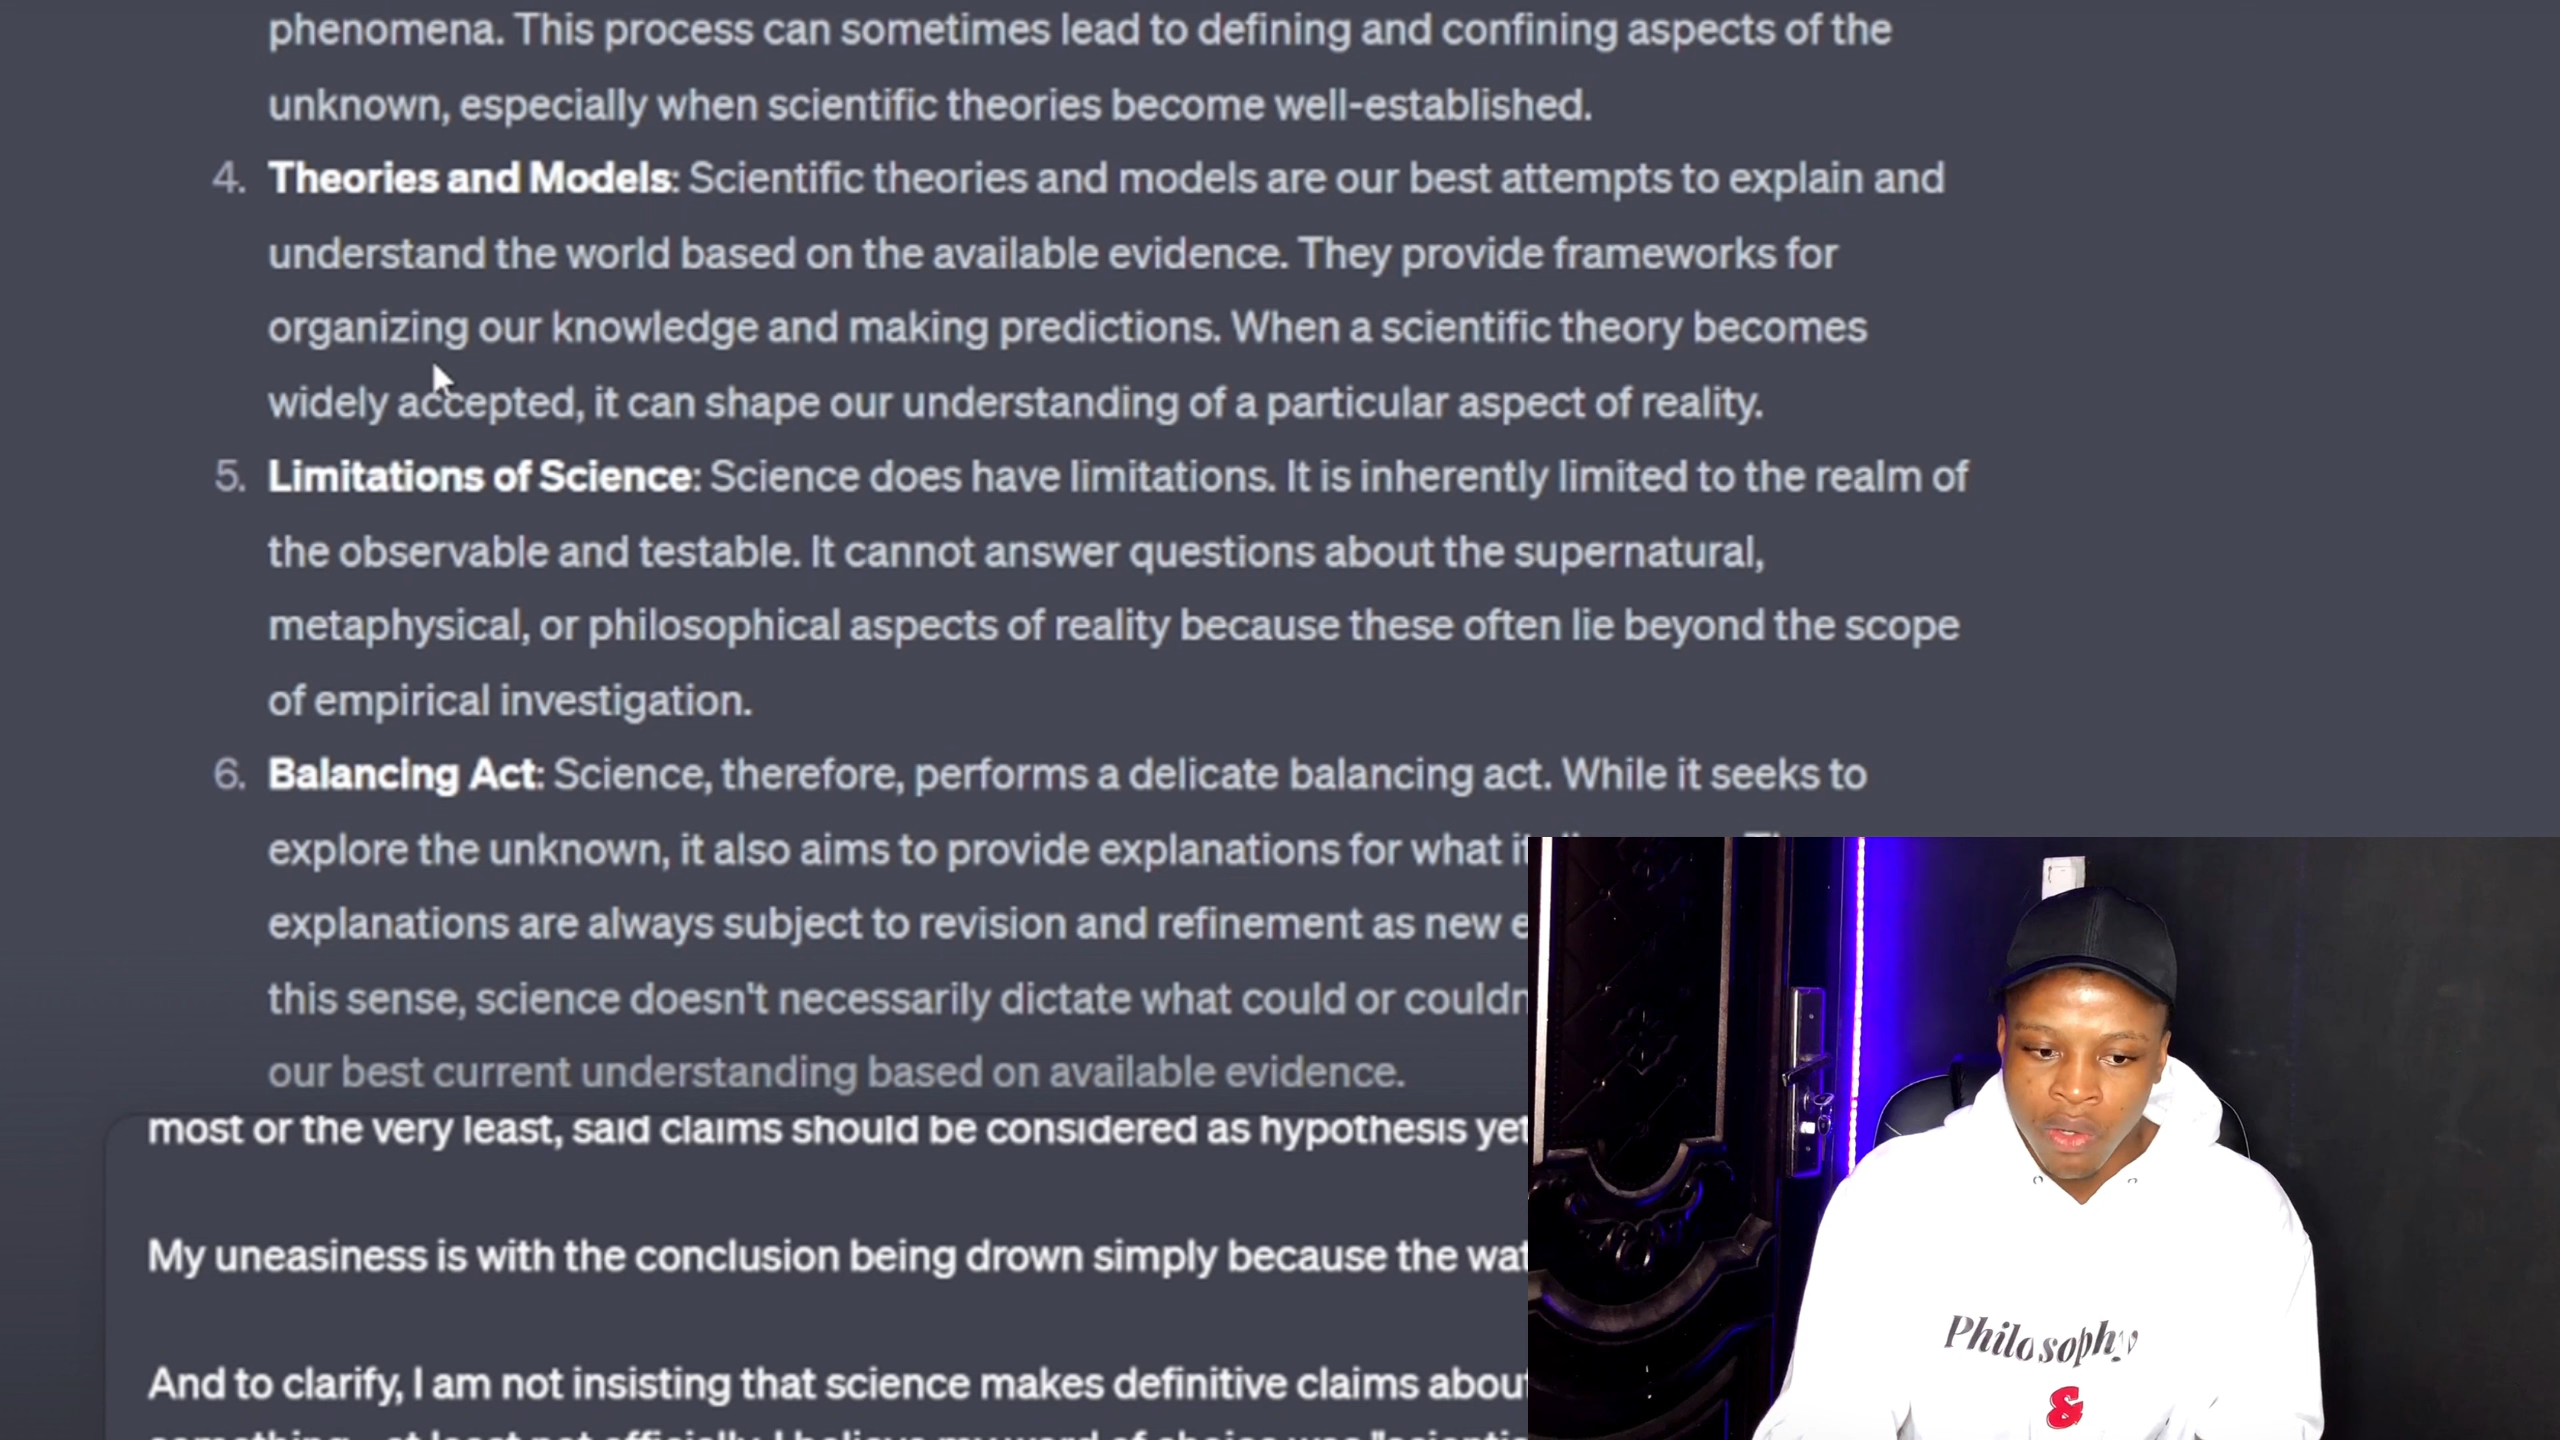 phenomena. This process can sometimes lead to defining and confining aspects of the
unknown, especially when scientific theories become well-established.
4. Theories and Models: Scientific theories and models are our best attempts to explain and
understand the world based on the available evidence. They provide frameworks for
organizing our knowledge and making predictions. When a scientific theory becomes
widely accepted, it can shape our understanding of a particular aspect of reality.
5. Limitations of Science: Science does have limitations. It is inherently limited to the realm of
the observable and testable. It cannot answer questions about the supernatural,
metaphysical, or philosophical aspects of reality because these often lie beyond the scope
of empirical investigation.
6. Balancing Act: Science, therefore, performs a delicate balancing act. While it seeks to
explore the unknown, it also aims to provide explanations for what
explanations are always subject to revision and refinement as new
this sense, science doesn't necessarily dictate what could or
our best current understanding based on available evidence.
most or the very least, said claims should be considered as hypothesis yet
My uneasiness is with the conclusion being drown simply because the
And to clarify, I am not insisting that science makes definitive claims
Philosophy
&